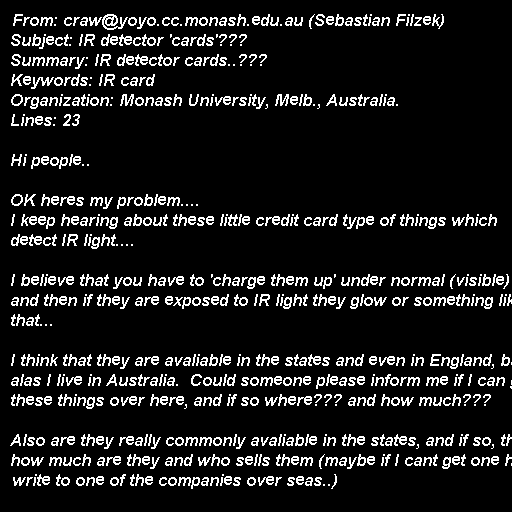 From: craw@yoyo.cc.monash.edu.au (Sebastian Filzek)
Subject: IR detector 'cards'???
Summary: IR detector cards..???
Keywords: IR card
Organization: Monash University, Melb., Australia.
Lines: 23

Hi people..

OK heres my problem....
I keep hearing about these little credit card type of things which
detect IR light....

I believe that you have to 'charge them up' under normal (visible)
and then if they are exposed to IR light they glow or something
that...

I think that they are avaliable in the states and even in England,
alas I live in Australia.  Could someone please inform me if I can
these things over here, and if so where??? and how much???

Also are they really commonly avaliable in the states, and if so,
how much are they and who sells them (maybe if I cant get one
write to one of the companies over seas..)